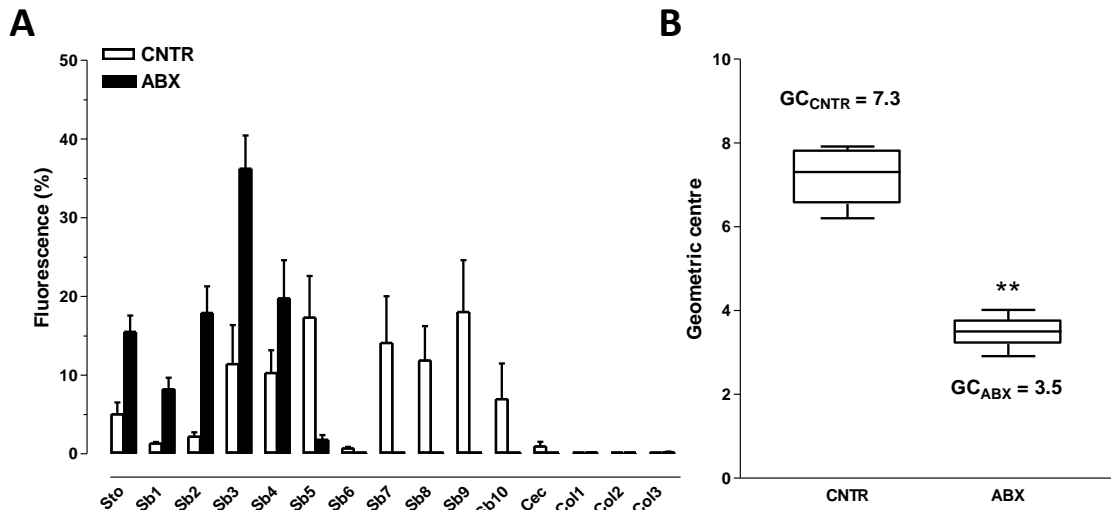 A
CNTR
ABX
50
40
30
20
10
0
Fluorescence (%)
Sto Sb1 Sb2 Sb3 Sb4 Sb5 Sb6 Sb7 Sb8 Sb9 Sb10 Cec Col1 Col2 Col3
B
10
8
6
4
2
0
Geometric centre
GCCNTR = 7.3
**
GCABX = 3.5
CNTR ABX